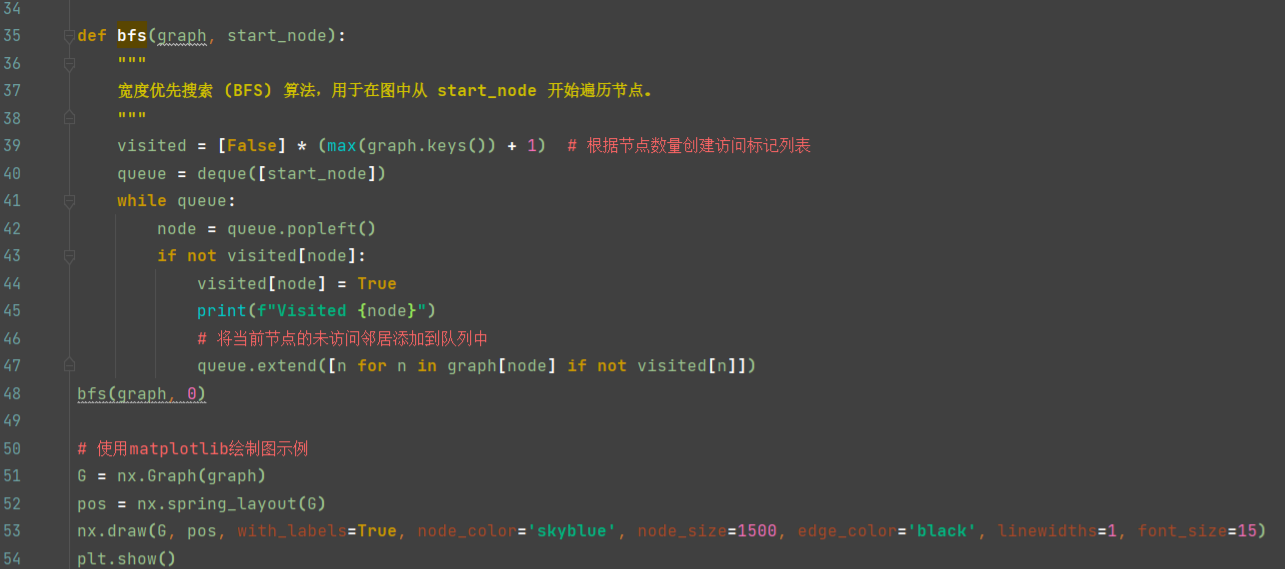 34
35 def bfs(graph, start_node):
36     """
37     宽度优先搜索 (BFS) 算法，用于在图中从 start_node 开始遍历节点。
38     """
39     visited = [False] * (max(graph.keys()) + 1)  # 根据节点数量创建访问标记列表
40     queue = deque([start_node])
41     while queue:
42         node = queue.popleft()
43         if not visited[node]:
44             visited[node] = True
45             print(f"Visited {node}")
46             # 将当前节点的未访问邻居添加到队列中
47             queue.extend([n for n in graph[node] if not visited[n]])
48 bfs(graph, 0)
49
50 # 使用matplotlib绘制图示例
51 G = nx.Graph(graph)
52 pos = nx.spring_layout(G)
53 nx.draw(G, pos, with_labels=True, node_color='skyblue', node_size=1500, edge_color='black', linewidths=1, font_size=15)
54 plt.show()